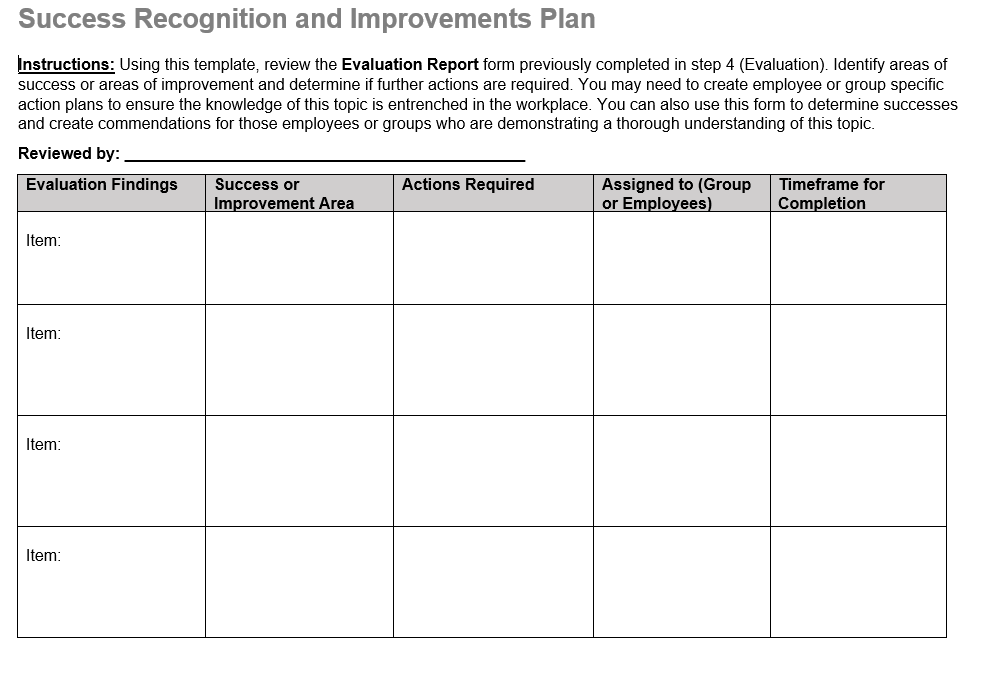 Success Recognition and Improvements Plan
Instructions: Using this template, review the Evaluation Report form previously completed in step 4 (Evaluation). Identify areas of
success or areas of improvement and determine if further actions are required. You may need to create employee or group specific
action plans to ensure the knowledge of this topic is entrenched in the workplace. You can also use this form to determine successes
and create commendations for those employees or groups who are demonstrating a thorough understanding of this topic.
Reviewed by:
Evaluation Findings
Success or
Improvement Area
Actions Required
Assigned to (Group
or Employees)
Timeframe for
Completion
Item:
Item:
Item:
Item: